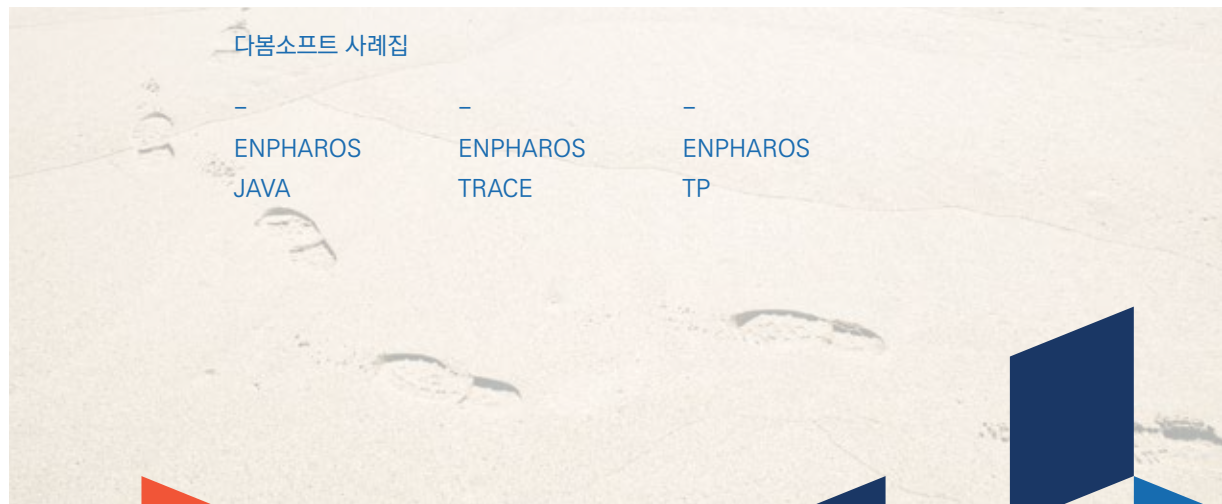 다봄소프트 사례집
– – –
ENPHAROS ENPHAROS ENPHAROS
JAVA TRACE TP